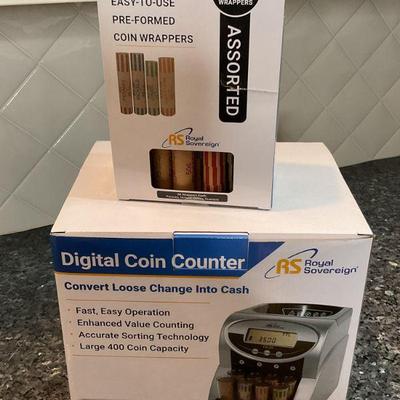 EASY-TO-USE
PRE-FORMED
COIN WRAPPERS
WRAPPERS
ASSORTED
RS Royal
Sovereign®
Digital Coin Counter
RS Royal
Sovereign®
Convert Loose Change Into Cash
• Fast, Easy Operation
• Enhanced Value Counting
• Accurate Sorting Technology
• Large 400 Coin Capacity